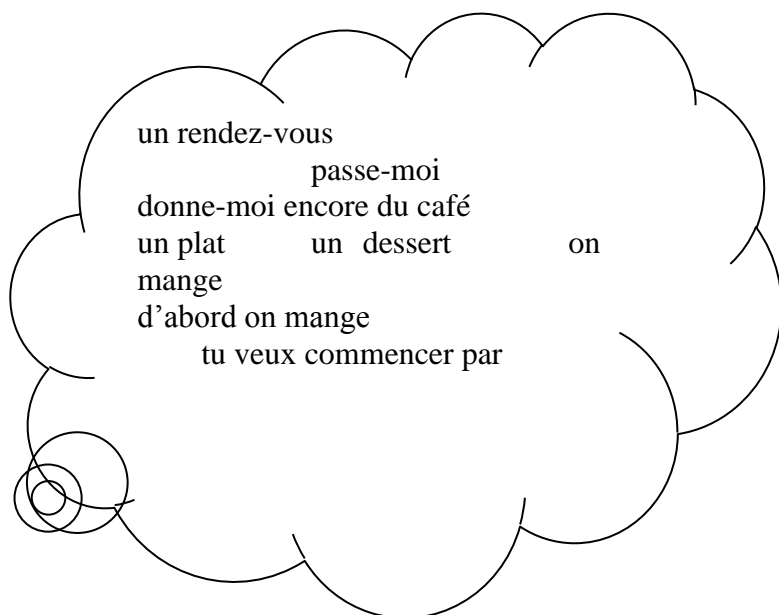 un rendez-vous
passe-moi
donne-moi encore du café
un plat un dessert on
mange
d’abord on mange
tu veux commencer par